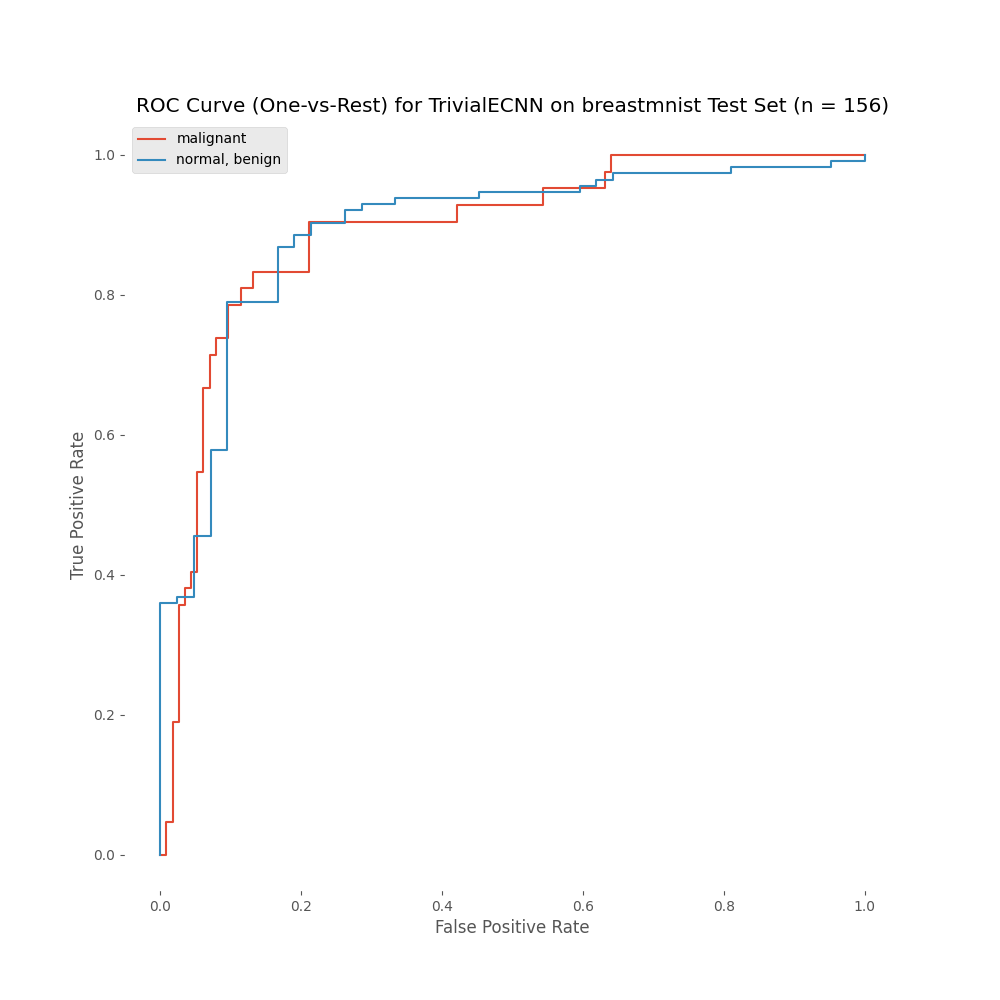 ROC Curve (One-vs-Rest) for TrivialECNN on breastmnist Test Set (n = 156)
malignant
normal, benign
1.0
0.8
0.6
0.4
0.2
0.0
True Positive Rate
0.0 0.2 0.4 0.6 0.8 1.0
False Positive Rate